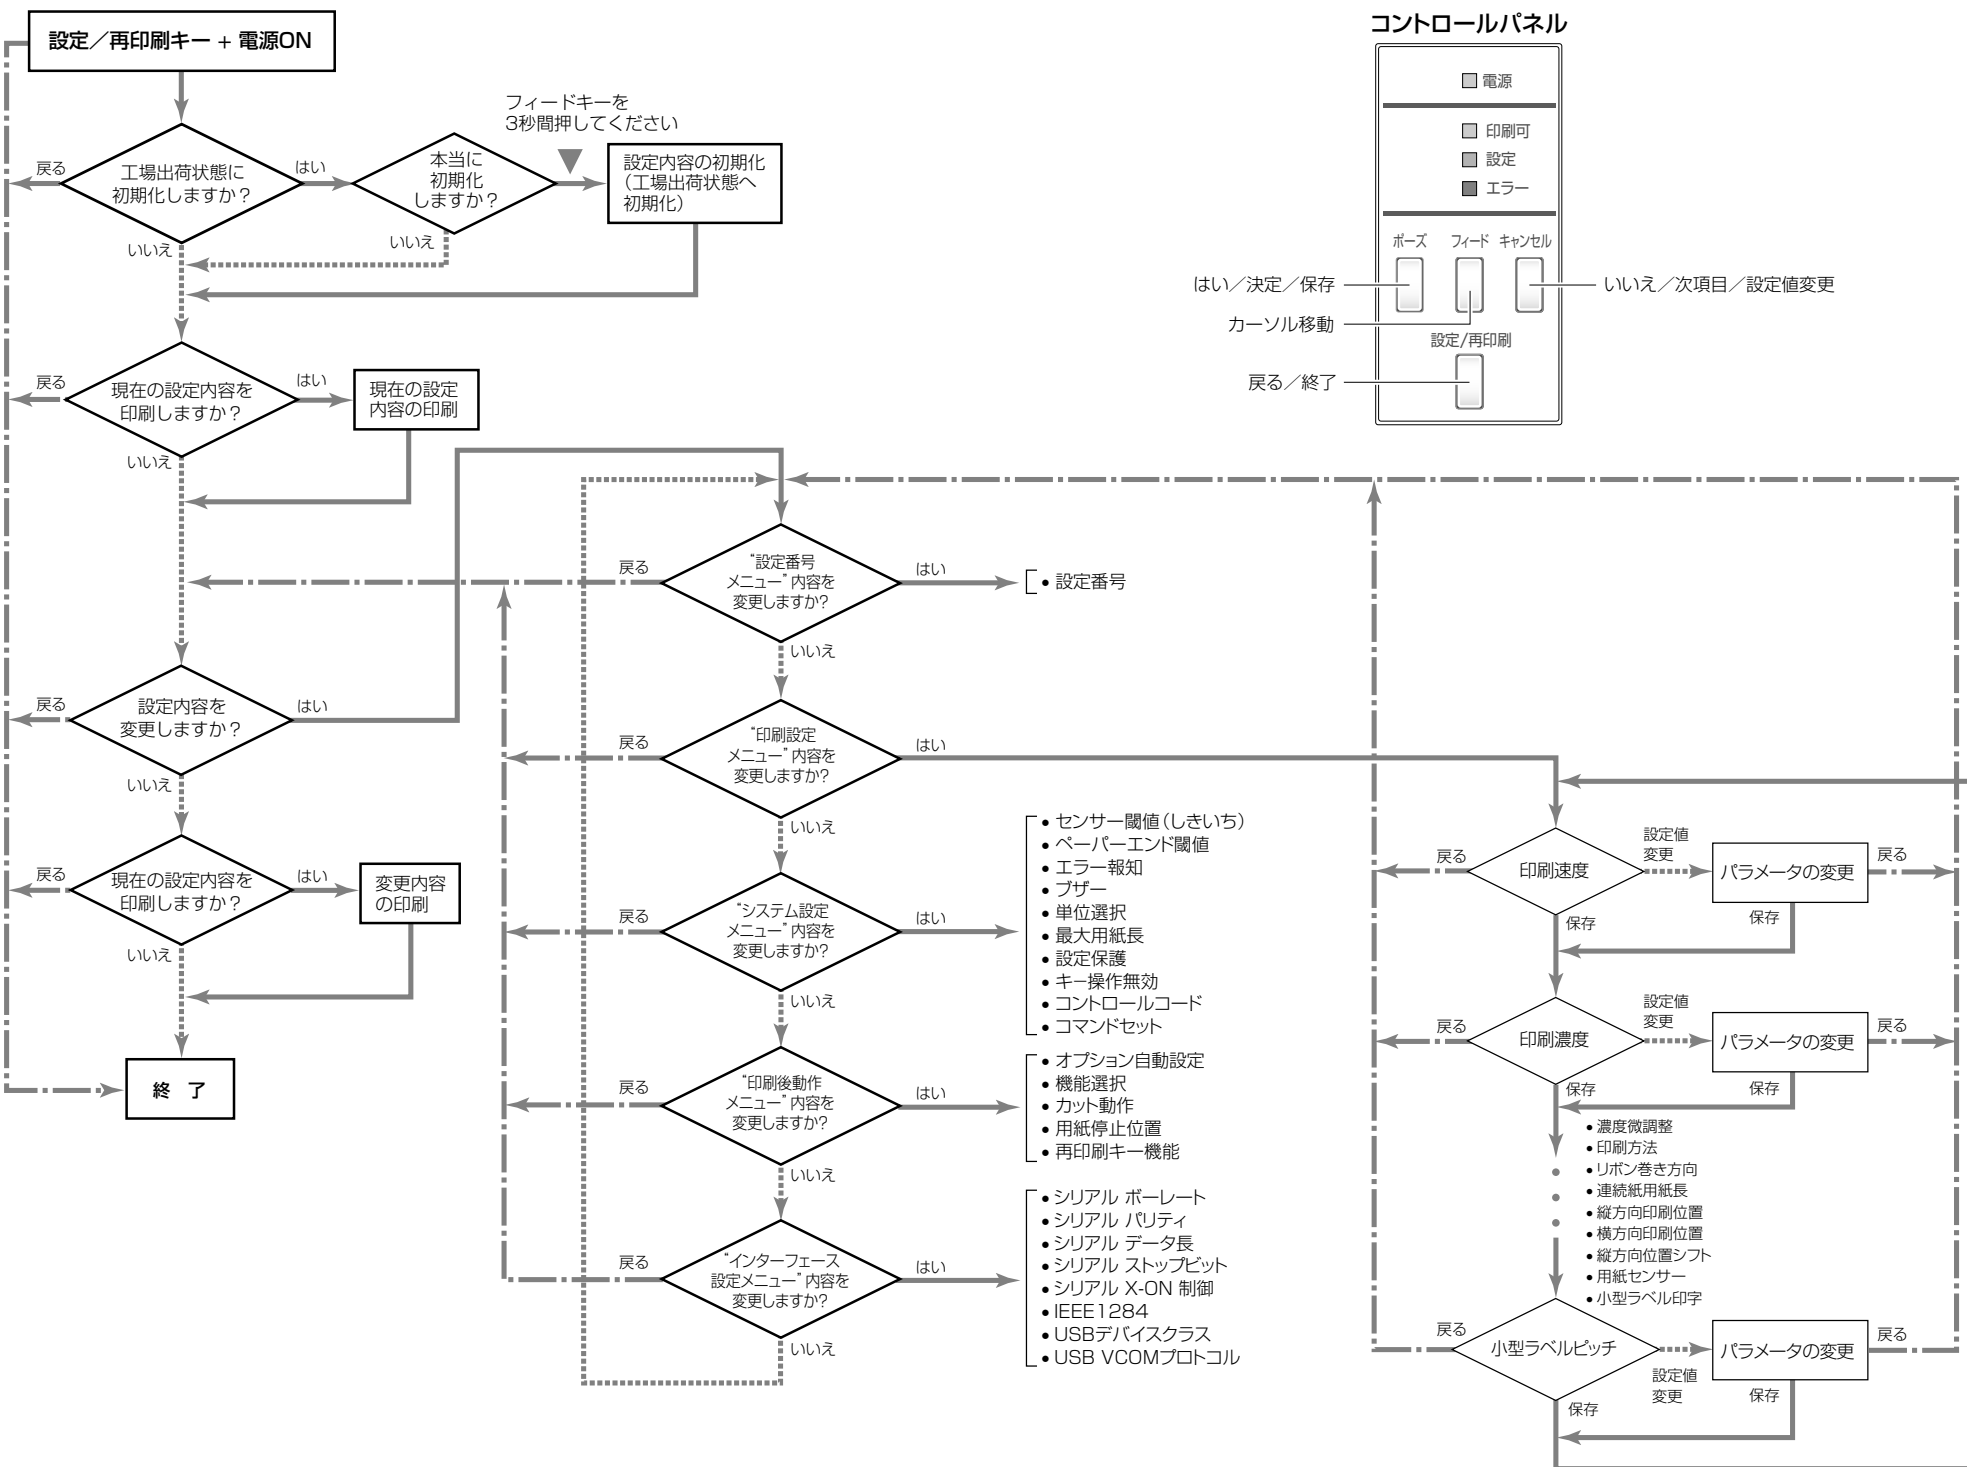 設定／再印刷キー + 電源ON
工場出荷状態に
初期化しますか？
戻る
はい
いいえ
本当に
初期化
しますか？
いいえ
フィードキーを
3秒間押してください
設定内容の初期化
（工場出荷状態へ
初期化）
現在の設定内容を
印刷しますか？
戻る
はい
いいえ
現在の設定
内容の印刷
設定内容を
変更しますか？
戻る
はい
いいえ
現在の設定内容を
印刷しますか？
戻る
はい
いいえ
変更内容
の印刷
終　了
コントロールパネル
電源
印刷可
設定
エラー
ポーズ
フィード
キャンセル
設定/再印刷
はい／決定／保存
カーソル移動
戻る／終了
いいえ／次項目／設定値変更
“設定番号
メニュー”内容を
変更しますか?
戻る
はい
いいえ
• 設定番号
“印刷設定
メニュー”内容を
変更しますか?
戻る
はい
いいえ
“システム設定
メニュー”内容を
変更しますか?
戻る
はい
いいえ
• センサー閾値（しきいち）
• ペーパーエンド閾値
• エラー報知
• ブザー
• 単位選択
• 最大用紙長
• 設定保護
• キー操作無効
• コントロールコード
• コマンドセット
“印刷後動作
メニュー”内容を
変更しますか?
戻る
はい
いいえ
• オプション自動設定
• 機能選択
• カット動作
• 用紙停止位置
• 再印刷キー機能
“インターフェース
設定メニュー”内容を
変更しますか?
戻る
はい
いいえ
• シリアル ボーレート
• シリアル パリティ
• シリアル データ長
• シリアル ストップビット
• シリアル X-ON 制御
• IEEE1284
• USBデバイスクラス
• USB VCOMプロトコル
印刷速度
戻る
設定値
変更
保存
パラメータの変更
戻る
保存
印刷濃度
戻る
設定値
変更
保存
パラメータの変更
戻る
保存
• 濃度微調整
• 印刷方法
• リボン巻き方向
• 連続紙用紙長
• 縦方向印刷位置
• 横方向印刷位置
• 縦方向位置シフト
• 用紙センサー
• 小型ラベル印字
小型ラベルピッチ
戻る
設定値
変更
保存
パラメータの変更
戻る
保存